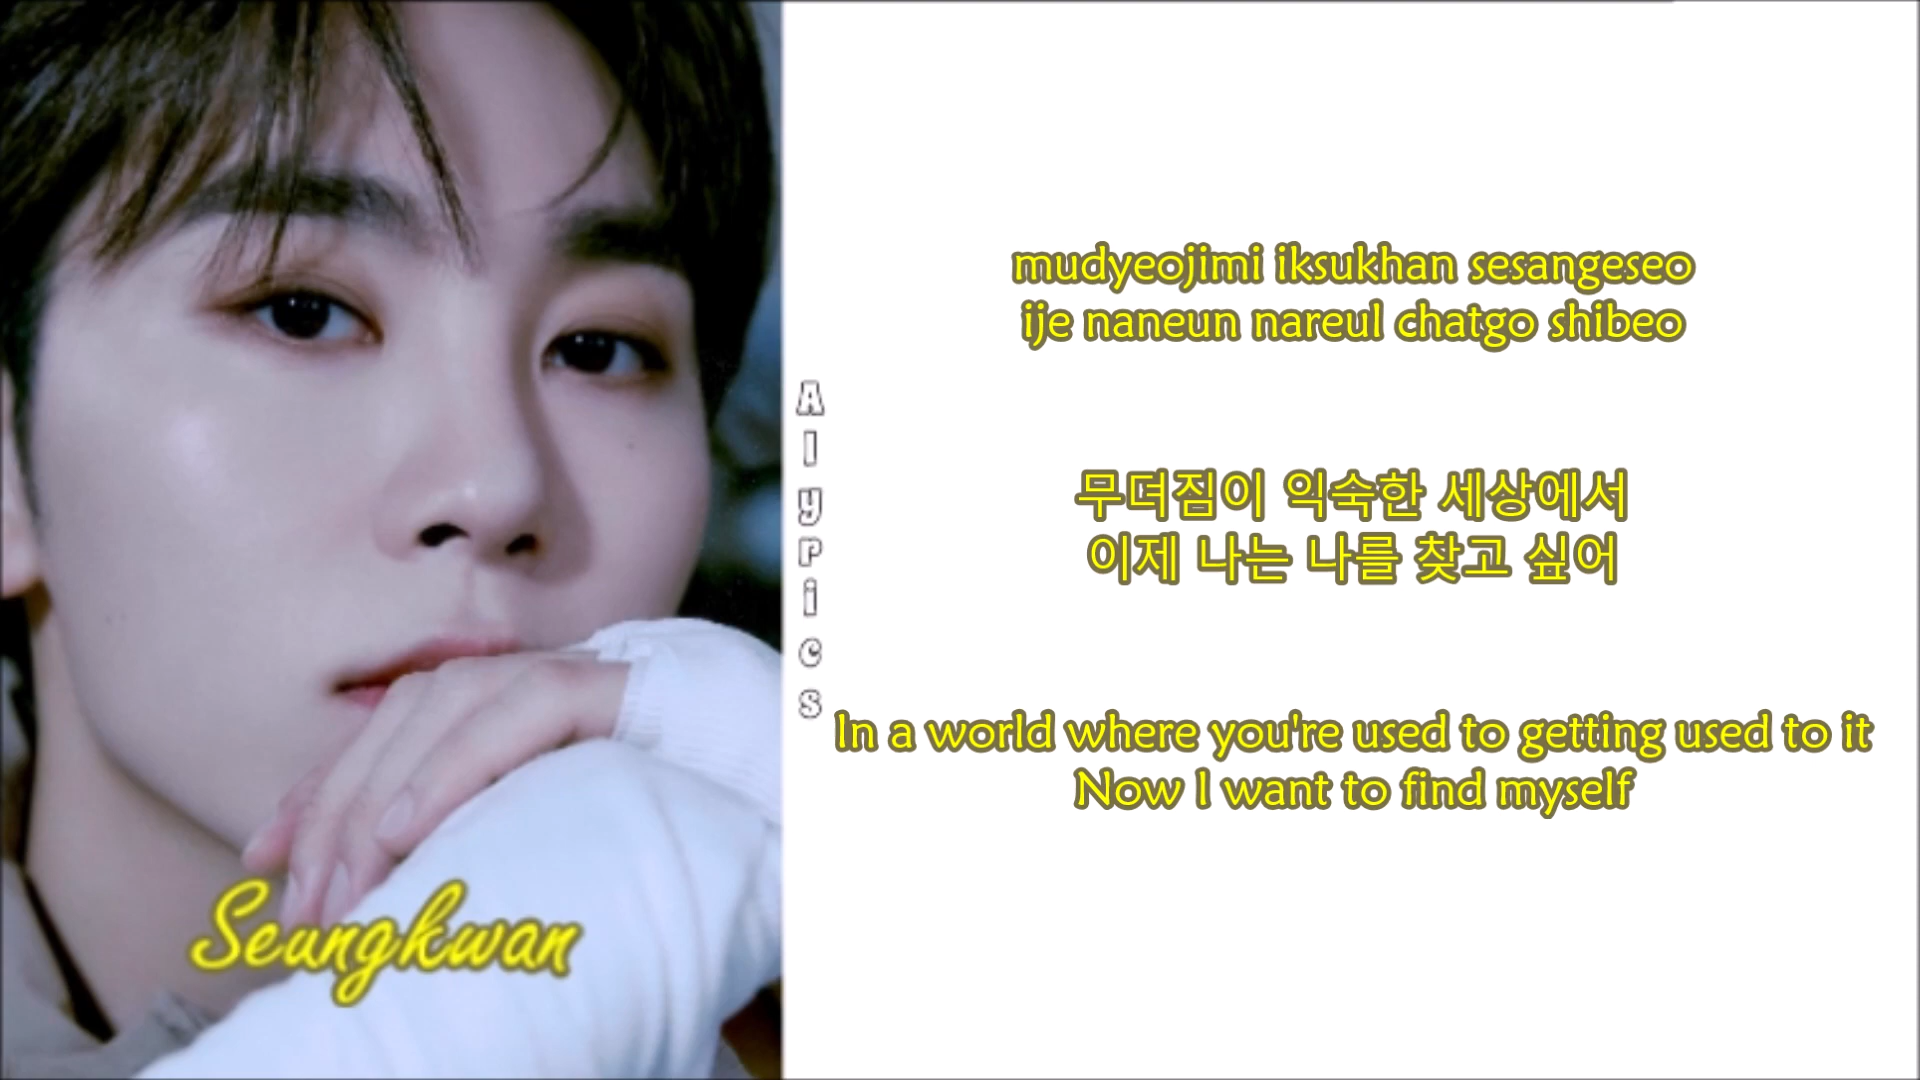 mudyeojimi iksukhan sesangeseo
ije naneun nareul chatgo shibeo
무뎌짐이 익숙한 세상에서
이제 나는 나를 찾고 싶어
In a world where you're used to getting used to it
Now I want to find myself
Alyrics
Seungkwan